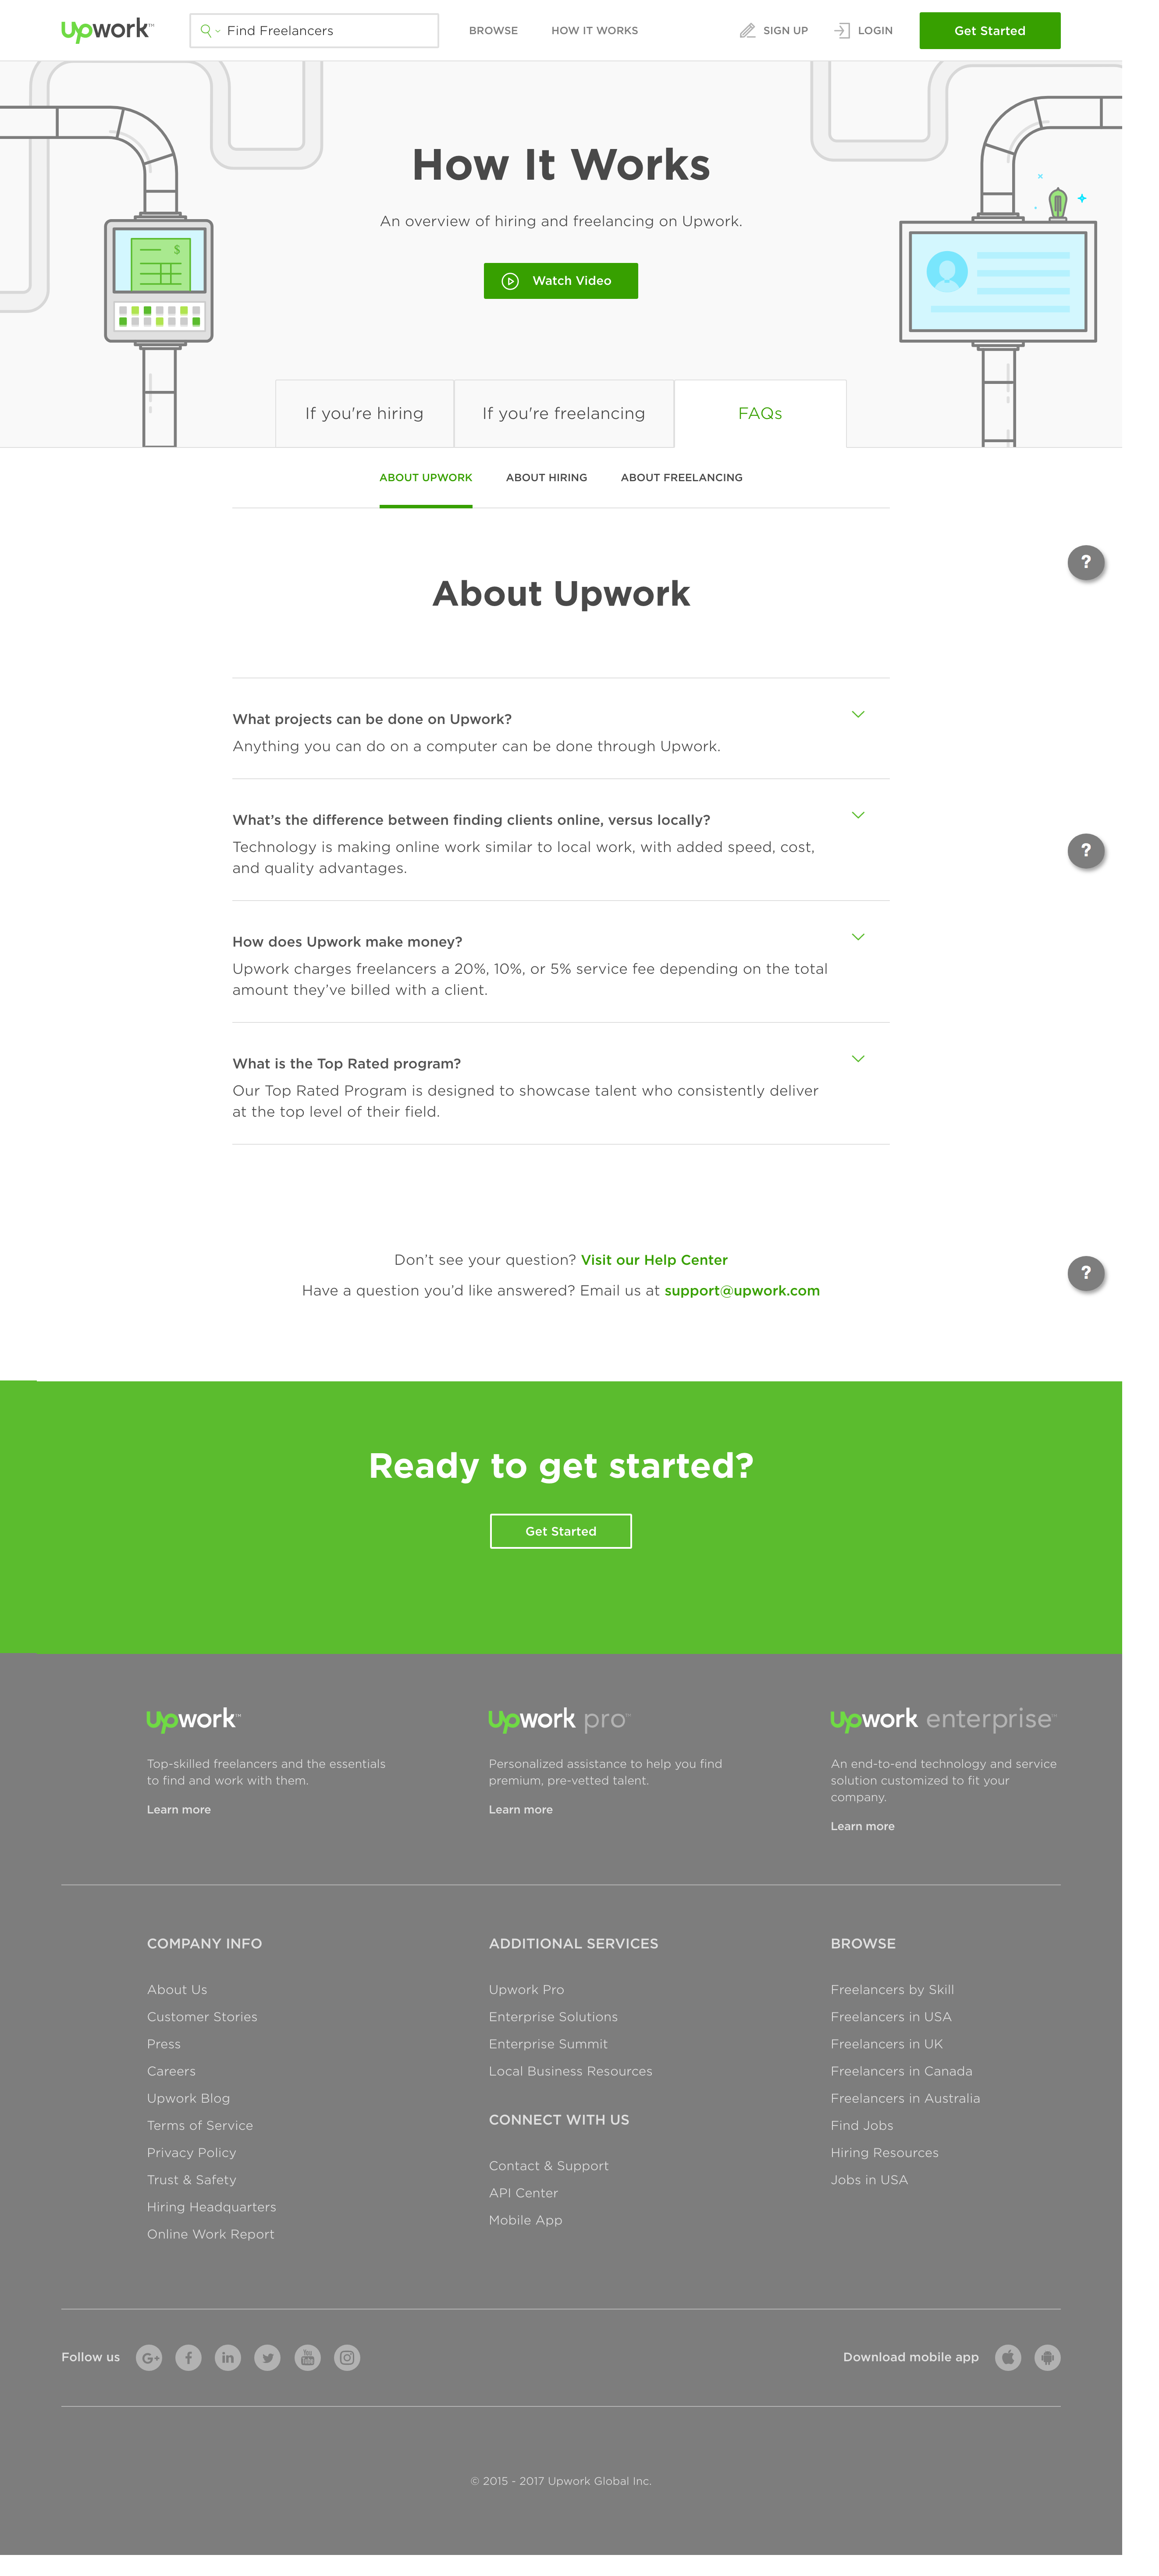 Upwork™
Find Freelancers
BROWSE
HOW IT WORKS
SIGN UP
LOGIN
Get Started
How It Works
An overview of hiring and freelancing on Upwork.
$
Watch Video
If you're hiring
If you're freelancing
FAQs
ABOUT UPWORK
ABOUT HIRING
ABOUT FREELANCING
?
About Upwork
What projects can be done on Upwork?
Anything you can do on a computer can be done through Upwork.
What’s the difference between finding clients online, versus locally?
Technology is making online work similar to local work, with added speed, cost,
and quality advantages.
?
How does Upwork make money?
Upwork charges freelancers a 20%, 10%, or 5% service fee depending on the total
amount they’ve billed with a client.
What is the Top Rated program?
Our Top Rated Program is designed to showcase talent who consistently deliver
at the top level of their field.
Don’t see your question? Visit our Help Center
?
Have a question you’d like answered? Email us at support@upwork.com
Ready to get started?
Get Started
Upwork™
Top-skilled freelancers and the essentials
to find and work with them.
Learn more
Upwork pro™
Personalized assistance to help you find
premium, pre-vetted talent.
Learn more
Upwork enterprise™
An end-to-end technology and service
solution customized to fit your
company.
Learn more
COMPANY INFO
About Us
Customer Stories
Press
Careers
Upwork Blog
Terms of Service
Privacy Policy
Trust & Safety
Hiring Headquarters
Online Work Report
ADDITIONAL SERVICES
Upwork Pro
Enterprise Solutions
Enterprise Summit
Local Business Resources
CONNECT WITH US
Contact & Support
API Center
Mobile App
BROWSE
Freelancers by Skill
Freelancers in USA
Freelancers in UK
Freelancers in Canada
Freelancers in Australia
Find Jobs
Hiring Resources
Jobs in USA
Follow us
G+
f
in
You
Tube
Download mobile app
© 2015 - 2017 Upwork Global Inc.